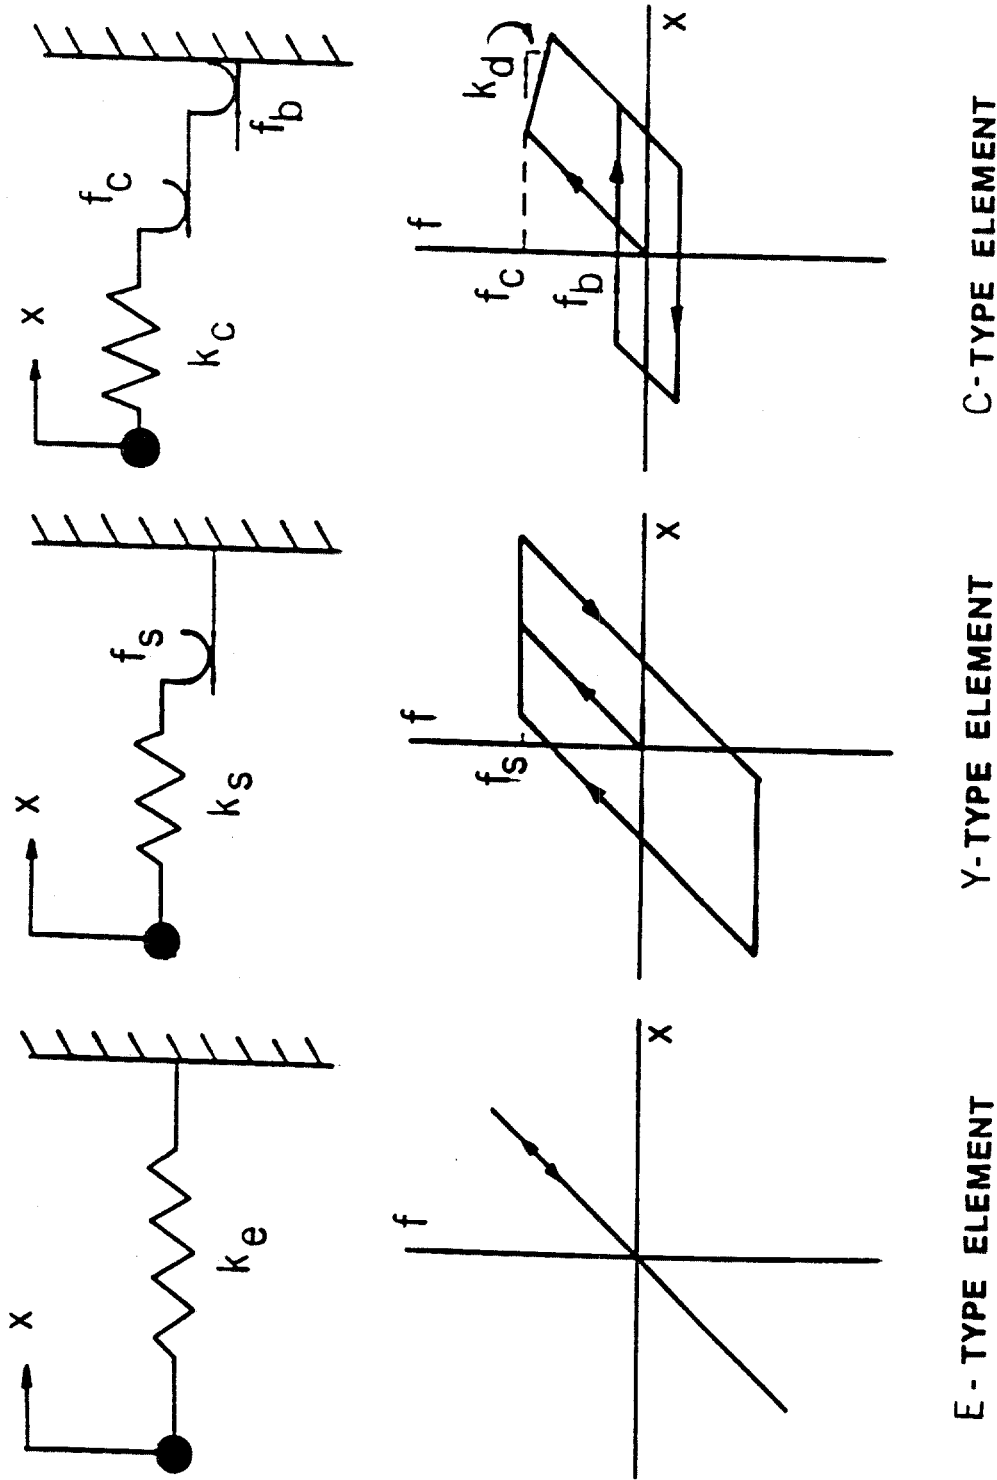 x
k_e
f
x
E - TYPE ELEMENT
x
f_s
k_s
f
f_s
x
Y-TYPE ELEMENT
x
f_c
k_c
f_b
f
f_c
k_d
f_b
x
C-TYPE ELEMENT